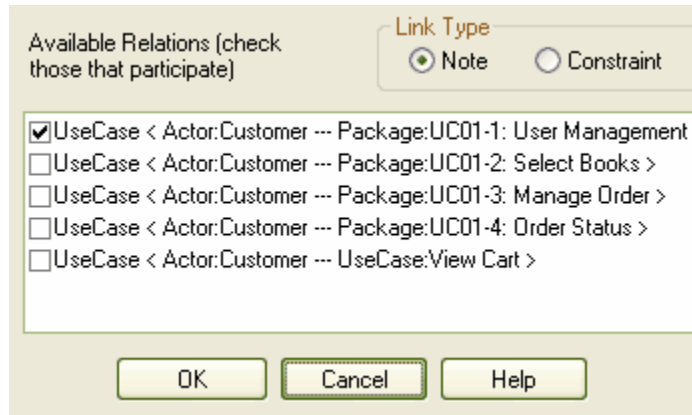 Available Relations (check
those that participate)
Link Type
Note
Constraint
UseCase < Actor:Customer --- Package:UC01-1: User Management
UseCase < Actor:Customer --- Package:UC01-2: Select Books >
UseCase < Actor:Customer --- Package:UC01-3: Manage Order >
UseCase < Actor:Customer --- Package:UC01-4: Order Status >
UseCase < Actor:Customer --- UseCase:View Cart >
OK
Cancel
Help